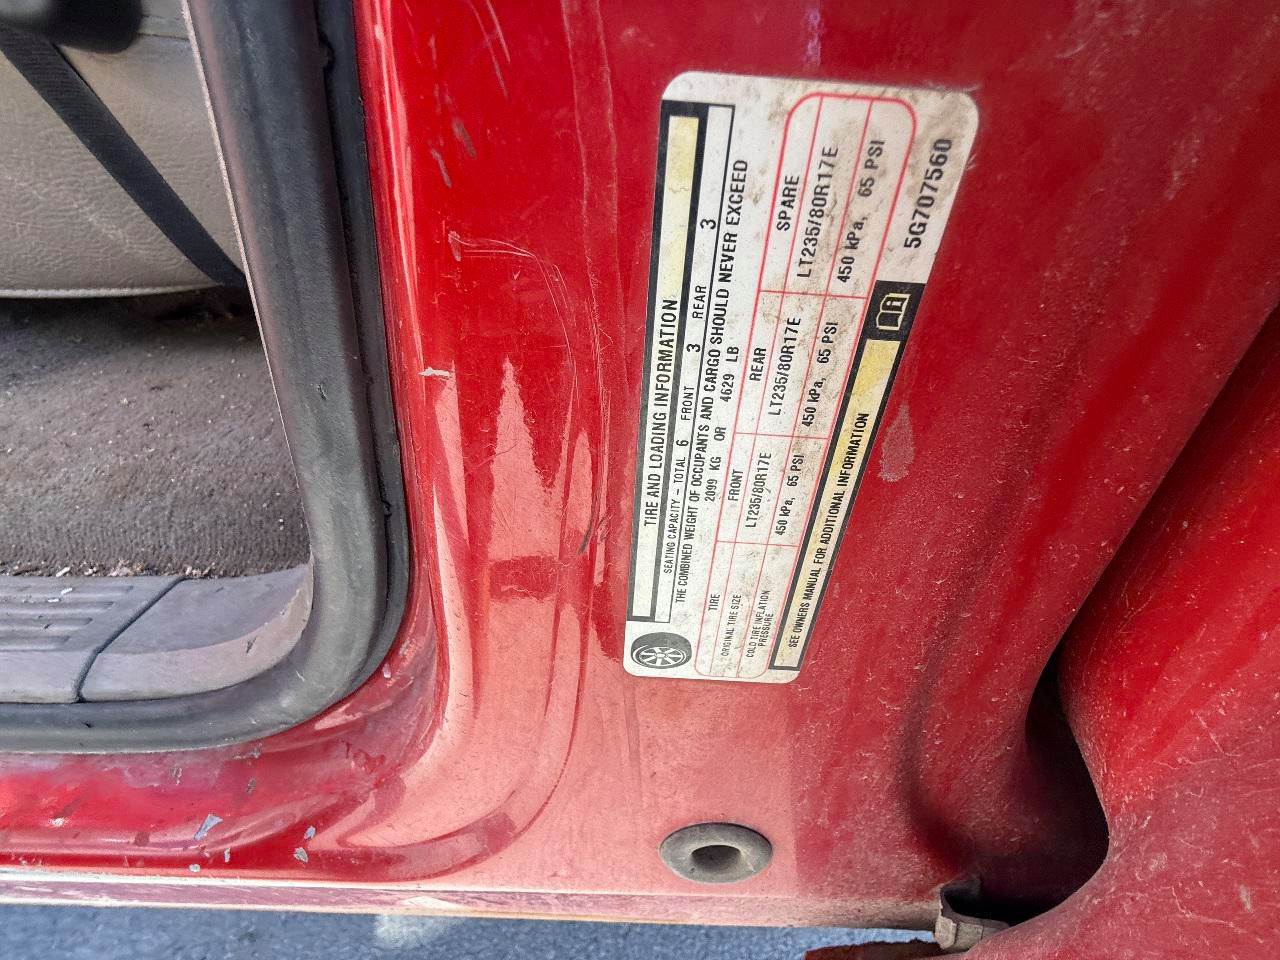 TIRE AND LOADING INFORMATION
SEATING CAPACITY – TOTAL 6 FRONT 3 REAR 3
THE COMBINED WEIGHT OF OCCUPANTS AND CARGO SHOULD NEVER EXCEED
2099 KG OR 4629 LB
TIRE FRONT REAR SPARE
ORIGINAL TIRE SIZE LT235/80R17E LT235/80R17E LT235/80R17E
COLD TIRE INFLATION PRESSURE 450 kPa, 65 PSI 450 kPa, 65 PSI 450 kPa, 65 PSI
SEE OWNERS MANUAL FOR ADDITIONAL INFORMATION
5G707560